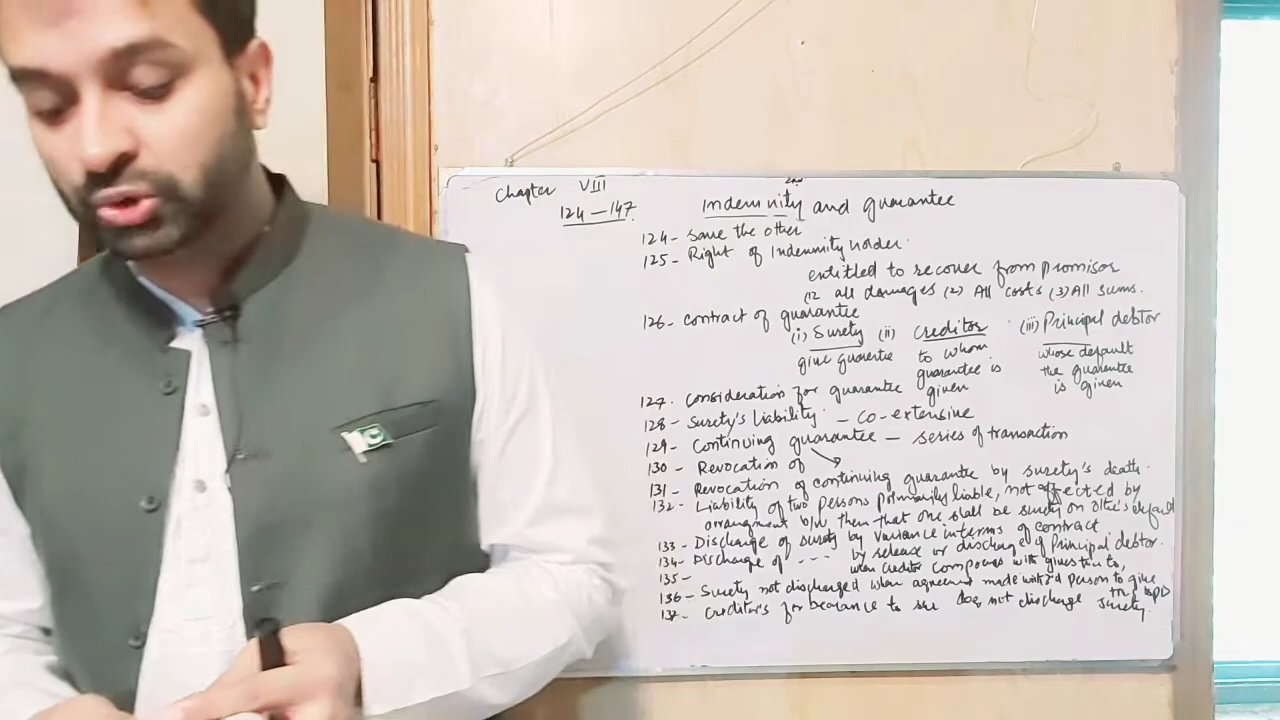 Chapter VIII
124 - 147
Indemnity and guarantee
124- Save the other
125- Right of Indemnity holder.
entitled to recover from promisor
(1) all damages (2) All costs (3) All sums.
126- Contract of guarantee
(i) Surety (ii) Creditor (iii) Principal debtor
give guarantee to whom guarantee is given whose default the guarantee is given
127. Consideration for guarantee
128- Surety's Liability. - Co-extensive
129- Continuing guarantee - series of transaction
130- Revocation of
131- Revocation of continuing guarantee by surety's death.
132- Liability of two persons primarily liable, not affected by
arrangment b/w them that one shall be surety on other's default
133- Discharge of surety by variance in terms of contract
134- Discharge of --- by release or discharge of Principal debtor.
135- when creditor compounds with, gives time to,
136- Surety not discharged when agreement made with 3rd person to give
time to PD
137. Creditor's forbearance to sue does not discharge surety.